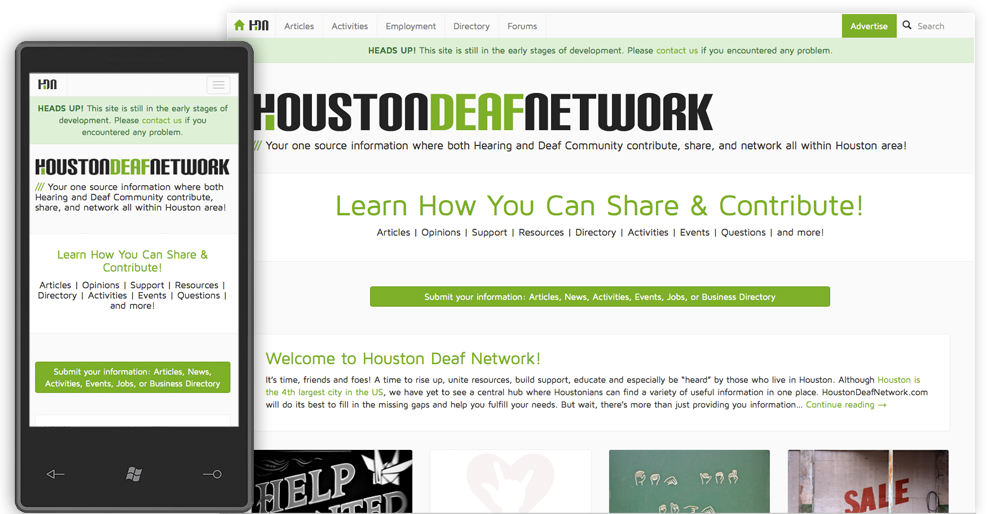 HDN Articles Activities Employment Directory Forums Advertise Search
HEADS UP! This site is still in the early stages of development. Please contact us if you encountered any problem.
HOUSTONDEAFNETWORK
/// Your one source information where both Hearing and Deaf Community contribute, share, and network all within Houston area!
Learn How You Can Share & Contribute!
Articles | Opinions | Support | Resources | Directory | Activities | Events | Questions | and more!
Submit your information: Articles, News, Activities, Events, Jobs, or Business Directory
Welcome to Houston Deaf Network!
It's time, friends and foes! A time to rise up, unite resources, build support, educate and especially be “heard” by those who live in Houston. Although Houston is
the 4th largest city in the US, we have yet to see a central hub where Houstonians can find a variety of useful information in one place. HoustonDeafNetwork.com
will do its best to fill in the missing gaps and help you fulfill your needs. But wait, there's more than just providing you information... Continue reading →
HELP
SALE
HDN
HEADS UP! This site is still in the early stages of
development. Please contact us if you
encountered any problem.
HOUSTONDEAFNETWORK
/// Your one source information where both
Hearing and Deaf Community contribute,
share, and network all within Houston area!
Learn How You Can Share &
Contribute!
Articles | Opinions | Support | Resources |
Directory | Activities | Events | Questions |
and more!
Submit your information: Articles, News,
Activities, Events, Jobs, or Business Directory